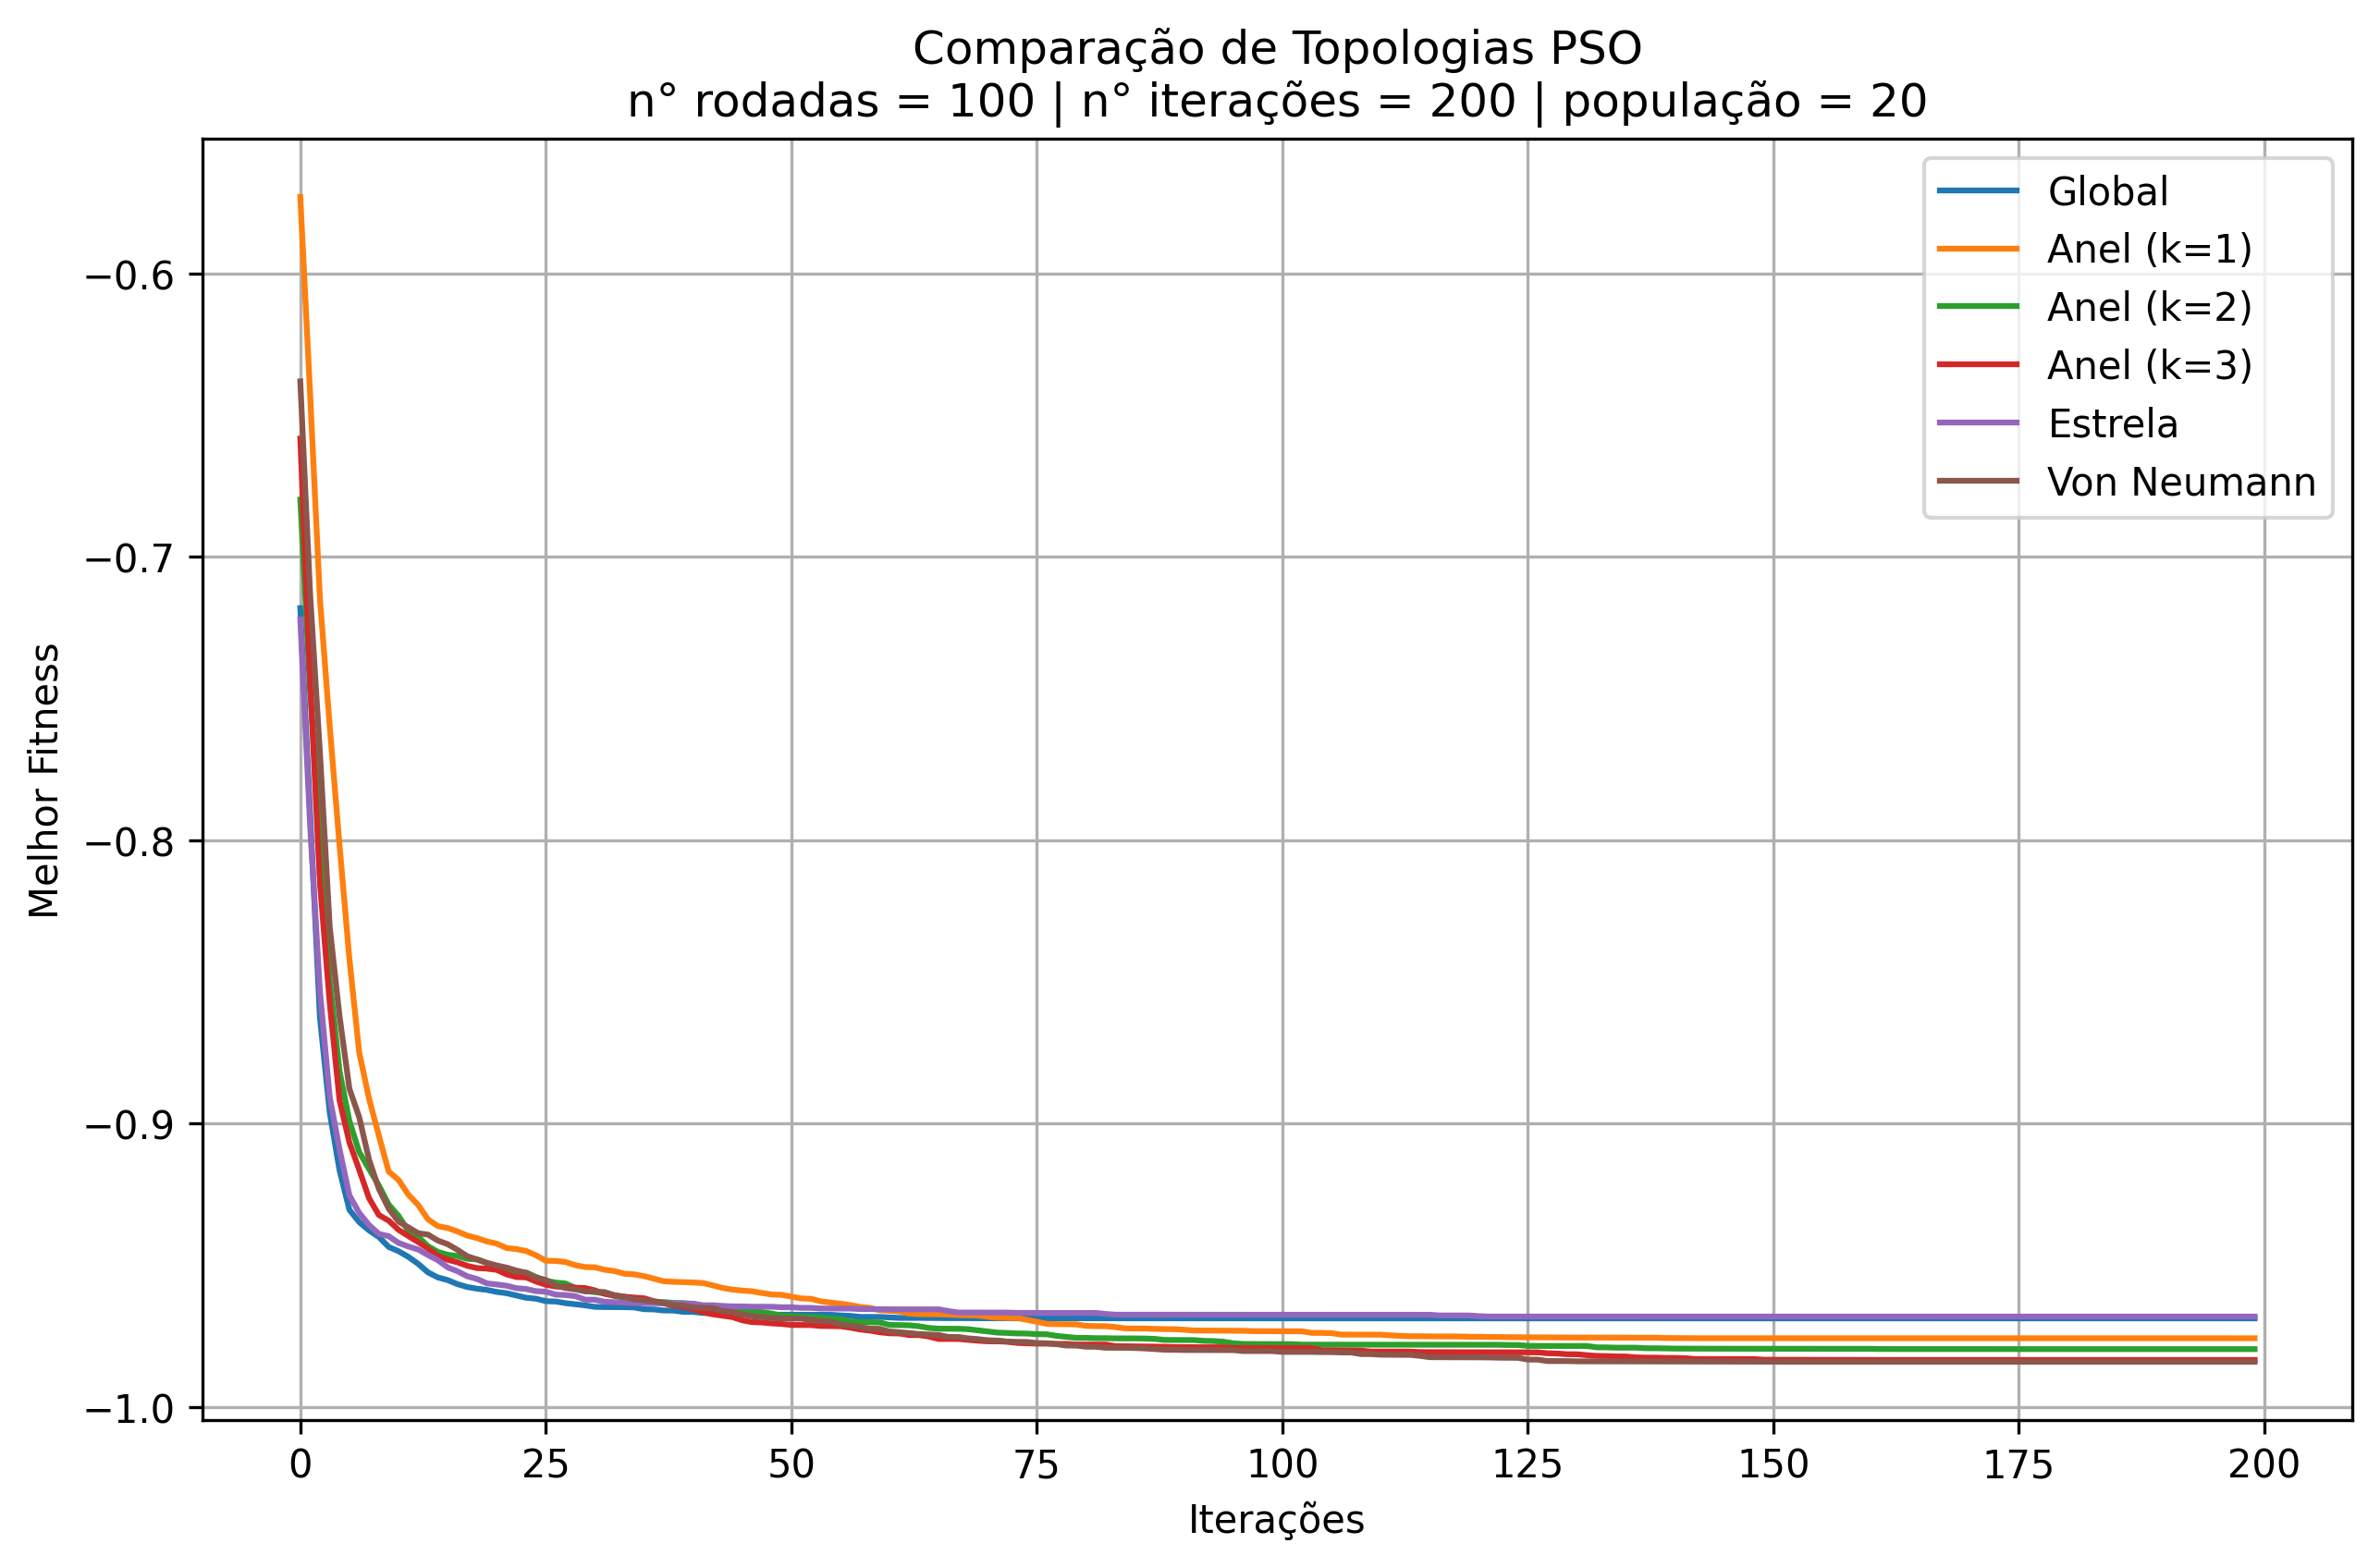 Comparação de Topologias PSO
n° rodadas = 100 | n° iterações = 200 | população = 20
Global
Anel (k=1)
Anel (k=2)
Anel (k=3)
Estrela
Von Neumann
Melhor Fitness
−0.6
−0.7
−0.8
−0.9
−1.0
0 25 50 75 100 125 150 175 200
Iterações